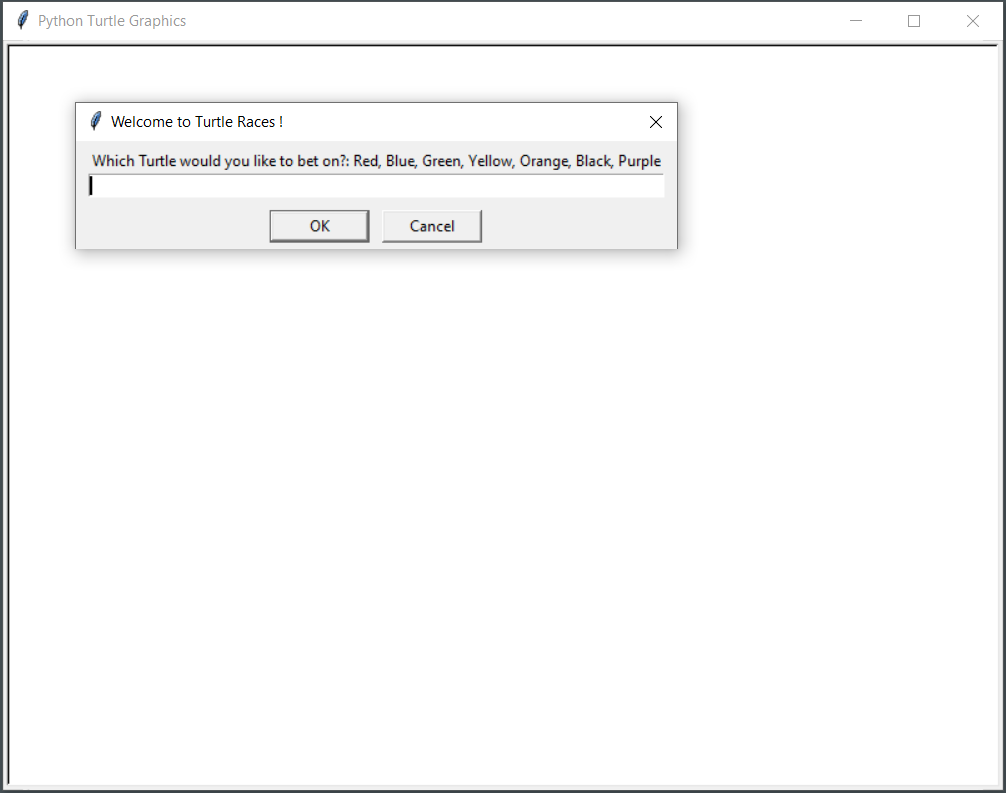 Python Turtle Graphics
Welcome to Turtle Races !
Which Turtle would you like to bet on?: Red, Blue, Green, Yellow, Orange, Black, Purple
OK
Cancel